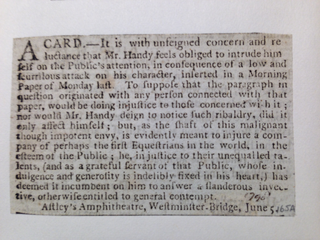 A CARD.—It is with unfeigned concern and re
luctance that Mr. Handy feels obliged to intrude him
self on the Public's attention, in consequence of a low and
scurrilous attack on his character, inserted in a Morning
Paper of Monday last. To suppose that the paragraph in
question originated with any person connected with that
paper, would be doing injustice to those concerned with it;
nor would Mr. Handy deign to notice such ribaldry, did it
only affect himself; but, as the shaft of this malignant
though impotent envy, is evidently meant to injure a com-
pany of perhaps the first Equestrians in the world, in the
esteem of the Public; he, in justice to their unequalled ta-
lents, (and as a grateful servant of that Public, whose in-
dulgence and generosity is indelibly fixed in his heart,) has
deemed it incumbent on him to answer a slanderous invec-
tive, otherwise entitled to general contempt.
Astley's Amphitheatre, Westminster-Bridge, June 5